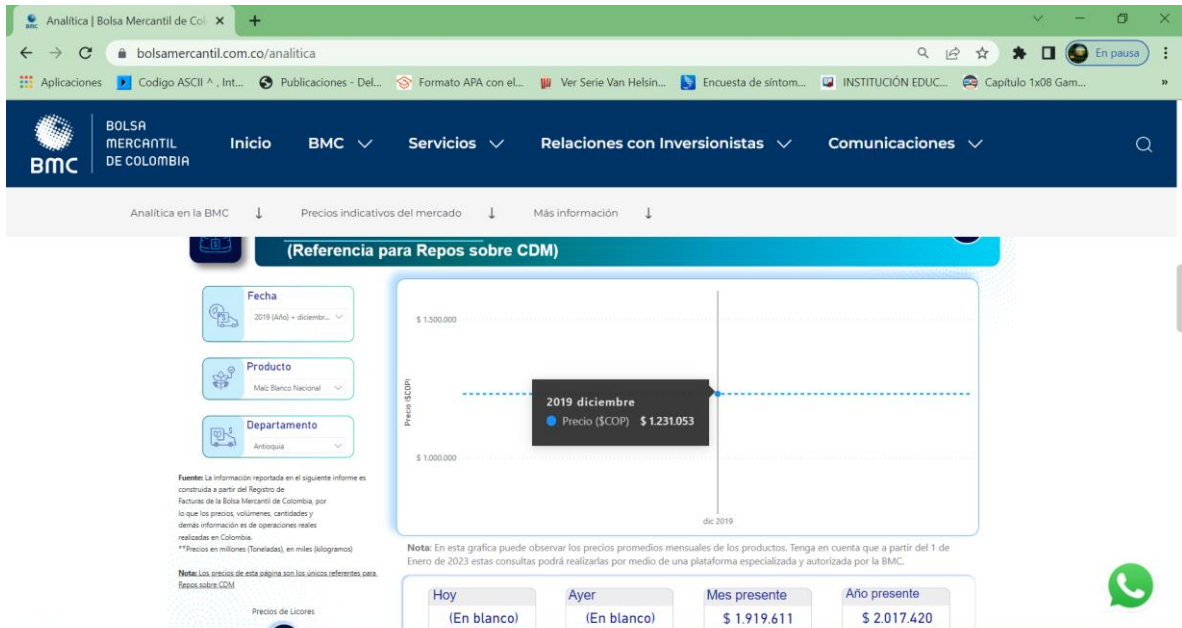 Analítica | Bolsa Mercantil de Col
bolsamercantil.com.co/analitica
En pausa
Aplicaciones
Codigo ASCII ^ , Int...
Publicaciones - Del...
Formato APA con el...
Ver Serie Van Helsin...
Encuesta de síntom...
INSTITUCIÓN EDUC...
Capítulo 1x08 Gam...
»
BMC
BOLSA
MERCANTIL
DE COLOMBIA
Inicio
BMC
Servicios
Relaciones con Inversionistas
Comunicaciones
Analítica en la BMC
Precios indicativos del mercado
Más información
(Referencia para Repos sobre CDM)
Fecha
2019 (Año) + diciembr...
Producto
Maíz Blanco Nacional
Departamento
Antioquia
Fuente: La información reportada en el siguiente informe es
construida a partir del Registro de
Facturas de la Bolsa Mercantil de Colombia, por
lo que los precios, volúmenes, cantidades y
demás información es de operaciones reales
realizadas en Colombia.
**Precios en millones (Toneladas), en miles (kilogramos)
Nota: Los precios de esta página son los únicos referentes para
Repos sobre CDM
Precios de Licores
Precio ($COP)
$ 1.500.000
$ 1.000.000
2019 diciembre
Precio ($COP) $ 1.231.053
dic 2019
Nota: En esta grafica puede observar los precios promedios mensuales de los productos. Tenga en cuenta que a partir del 1 de
Enero de 2023 estas consultas podrá realizarlas por medio de una plataforma especializada y autorizada por la BMC.
Hoy
(En blanco)
Ayer
(En blanco)
Mes presente
$ 1.919.611
Año presente
$ 2.017.420